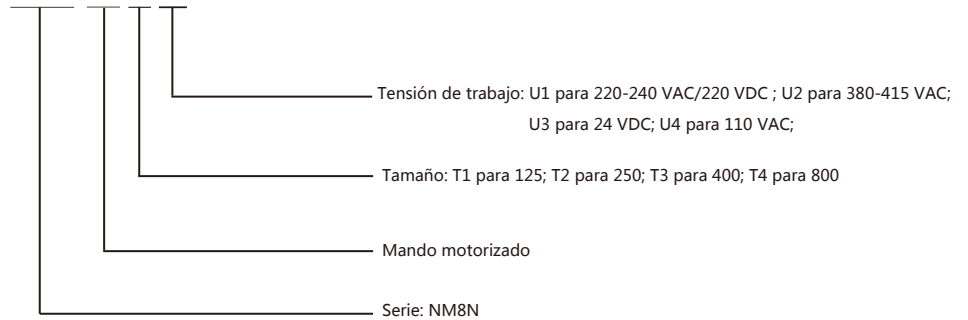 Tensión de trabajo: U1 para 220-240 VAC/220 VDC ; U2 para 380-415 VAC;
U3 para 24 VDC; U4 para 110 VAC;
Tamaño: T1 para 125; T2 para 250; T3 para 400; T4 para 800
Mando motorizado
Serie: NM8N